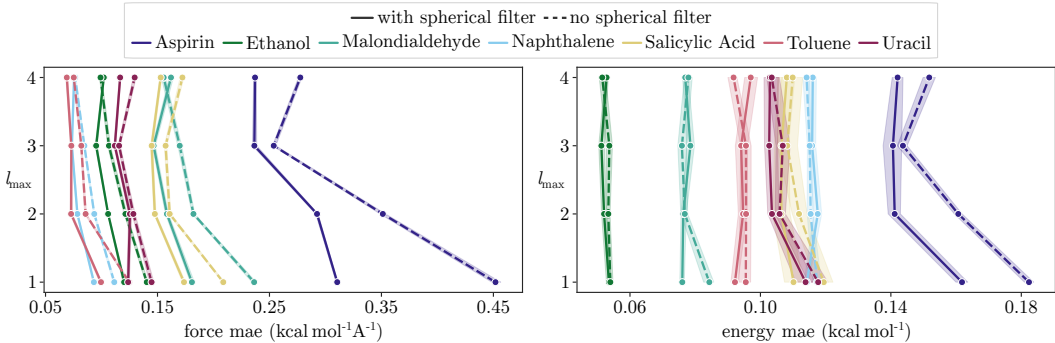 with spherical filter no spherical filter
Aspirin Ethanol Malondialdehyde Naphthalene Salicylic Acid Toluene Uracil
4
3
l_max
2
1
0.05 0.15 0.25 0.35 0.45
force mae (kcal mol⁻¹A⁻¹)
4
3
l_max
2
1
0.06 0.10 0.14 0.18
energy mae (kcal mol⁻¹)